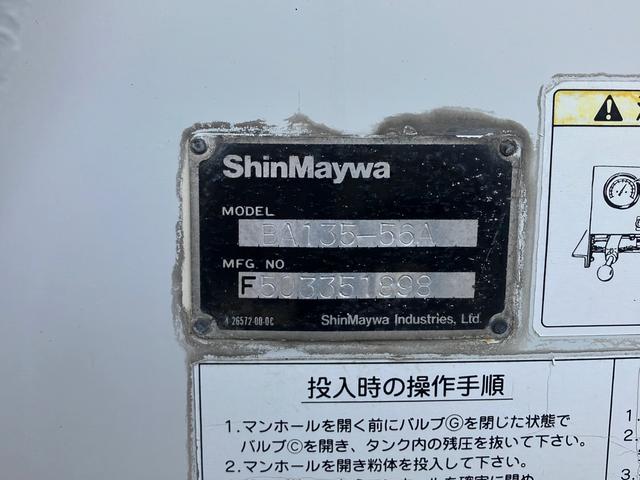 ShinMaywa
MODEL
BA135-56A
MFG NO
F503351898
A 26572-00-0C
ShinMaywa Industries, Ltd.
投入時の操作手順
1.マンホールを開く前にバルブⒼを閉じた状態で
バルブⒸを開き、タンク内の残圧を抜いて下さい。
2.マンホールを開き粉体を投入して下さい。
1.
2.
3.